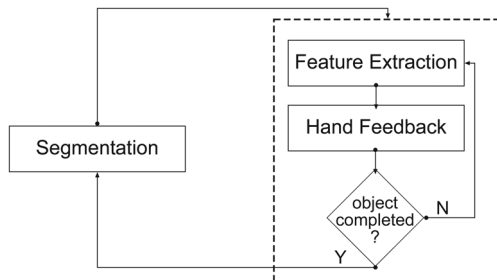 Feature Extraction
Hand Feedback
Segmentation
object
completed
?
N
Y